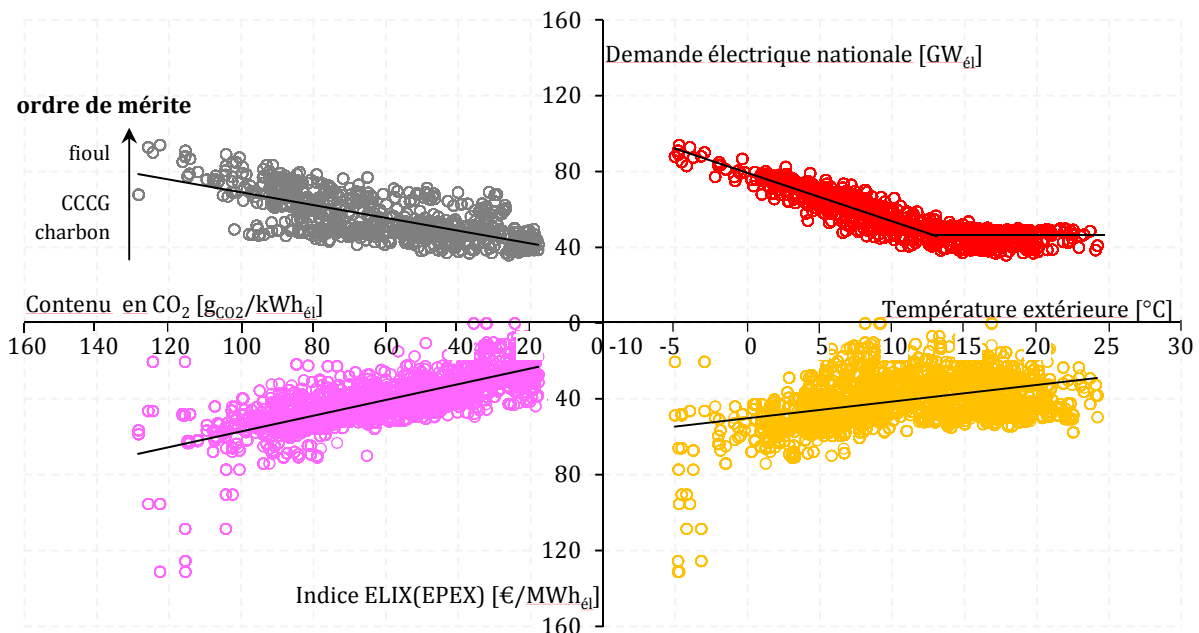 160
Demande électrique nationale [GWél]
120
ordre de mérite
fioul
80
CCCG
charbon
40
Contenu en CO2 [gCO2/kWhél]
0
Température extérieure [°C]
160 140 120 100 80 60 40 20 0 -10 -5 0 5 10 15 20 25 30
40
80
120
Indice ELIX(EPEX) [€/MWhél]
160